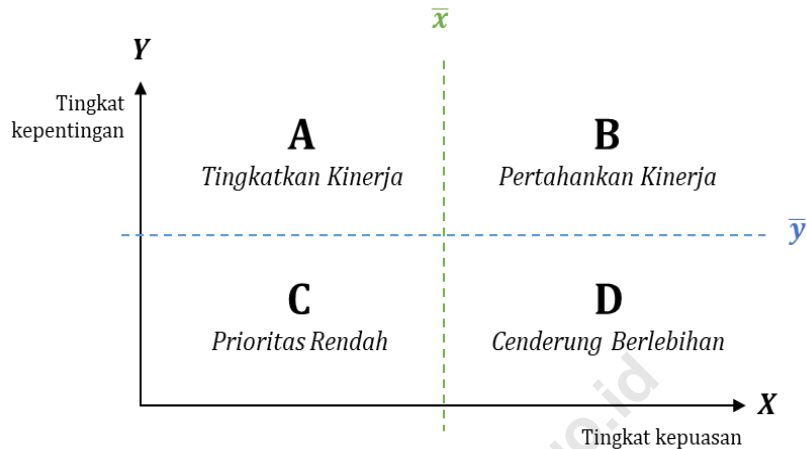 x̅
Y
Tingkat
kepentingan
A
Tingkatkan Kinerja
B
Pertahankan Kinerja
y̅
C
Prioritas Rendah
D
Cenderung Berlebihan
X
Tingkat kepuasan